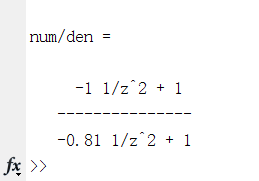 num/den =
-1 1/z^2 + 1
---------------
-0.81 1/z^2 + 1
fx >>